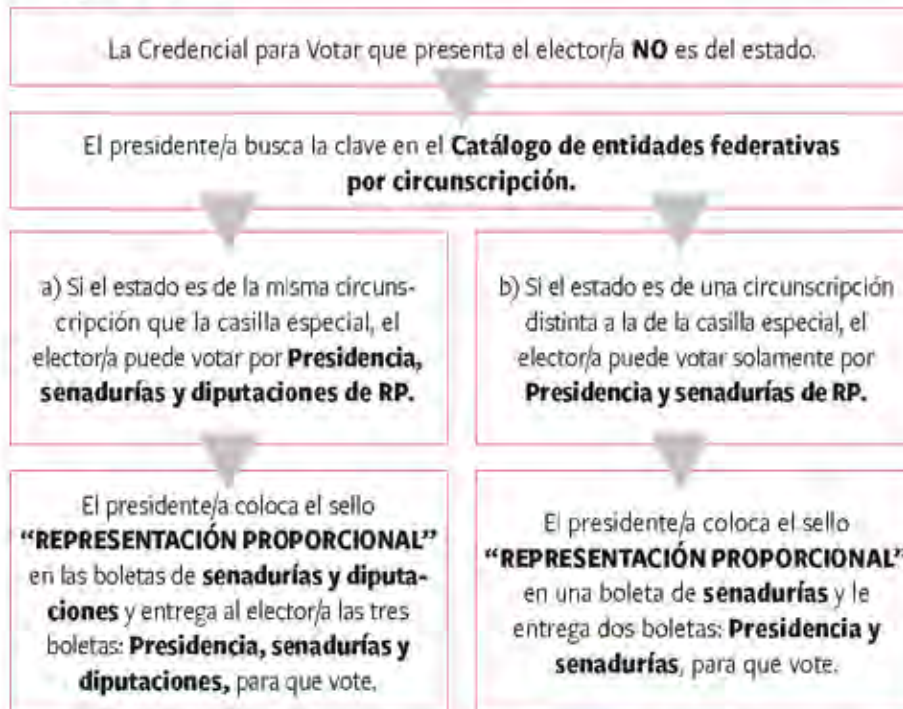 La Credencial para Votar que presenta el elector/a NO es del estado.
El presidente/a busca la clave en el Catálogo de entidades federativas
por circunscripción.
a) Si el estado es de la misma circuns-
cripción que la casilla especial, el
elector/a puede votar por Presidencia,
senadurías y diputaciones de RP.
b) Si el estado es de una circunscripción
distinta a la de la casilla especial, el
elector/a puede votar solamente por
Presidencia y senadurías de RP.
El presidente/a coloca el sello
“REPRESENTACIÓN PROPORCIONAL”
en las boletas de senadurías y diputa-
ciones y entrega al elector/a las tres
boletas: Presidencia, senadurías y
diputaciones, para que vote.
El presidente/a coloca el sello
“REPRESENTACIÓN PROPORCIONAL”
en una boleta de senadurías y le
entrega dos boletas: Presidencia y
senadurías, para que vote.